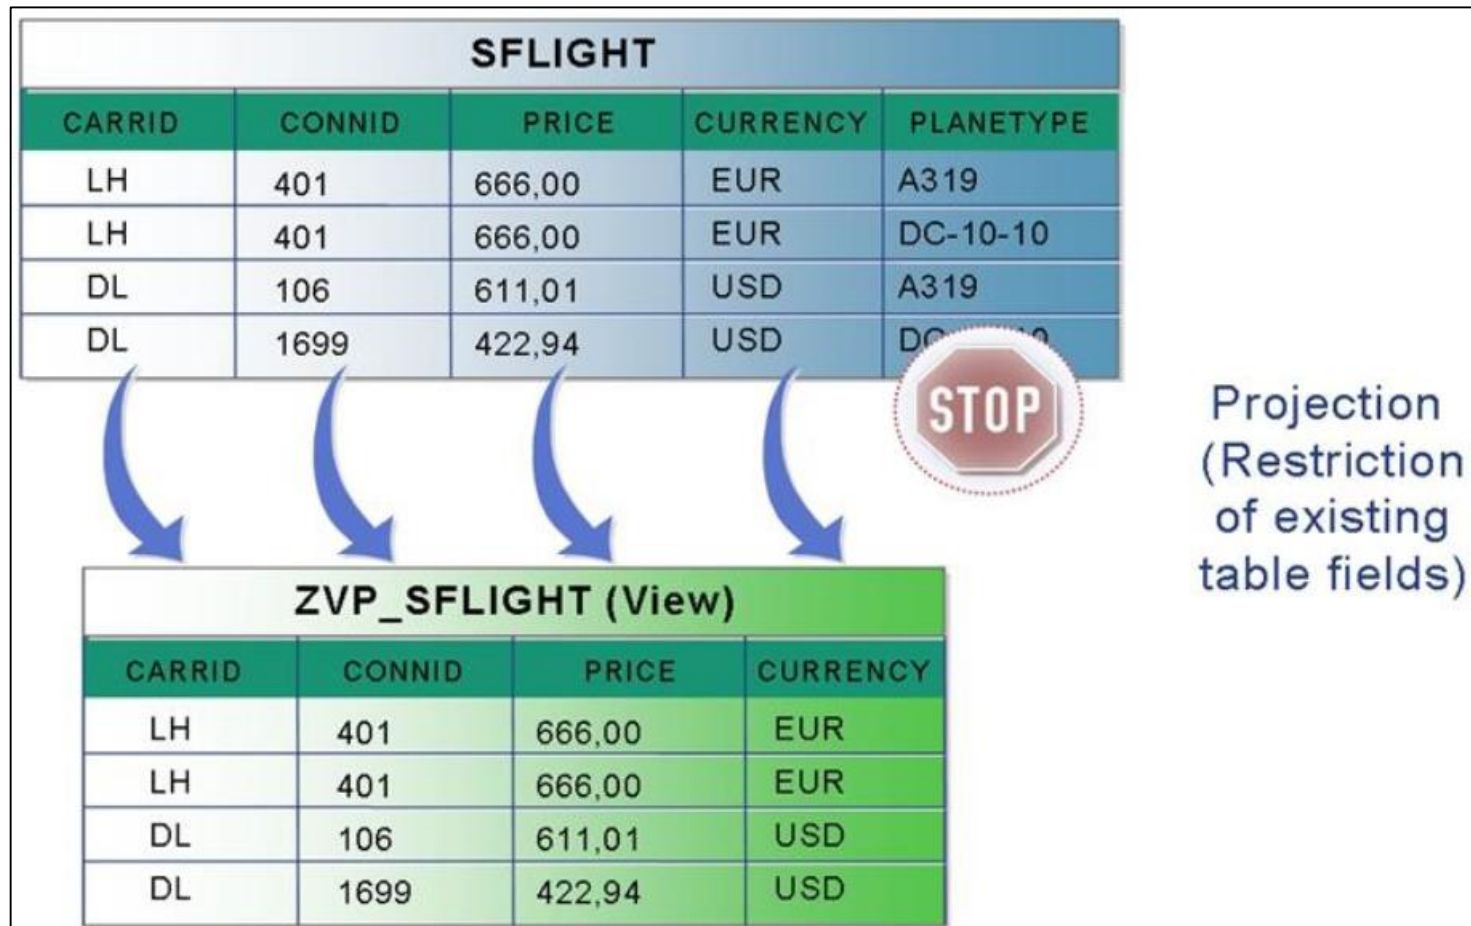 SFLIGHT
CARRID CONNID PRICE CURRENCY PLANETYPE
LH 401 666,00 EUR A319
LH 401 666,00 EUR DC-10-10
DL 106 611,01 USD A319
DL 1699 422,94 USD
STOP
Projection
(Restriction
of existing
table fields)
ZVP_SFLIGHT (View)
CARRID CONNID PRICE CURRENCY
LH 401 666,00 EUR
LH 401 666,00 EUR
DL 106 611,01 USD
DL 1699 422,94 USD